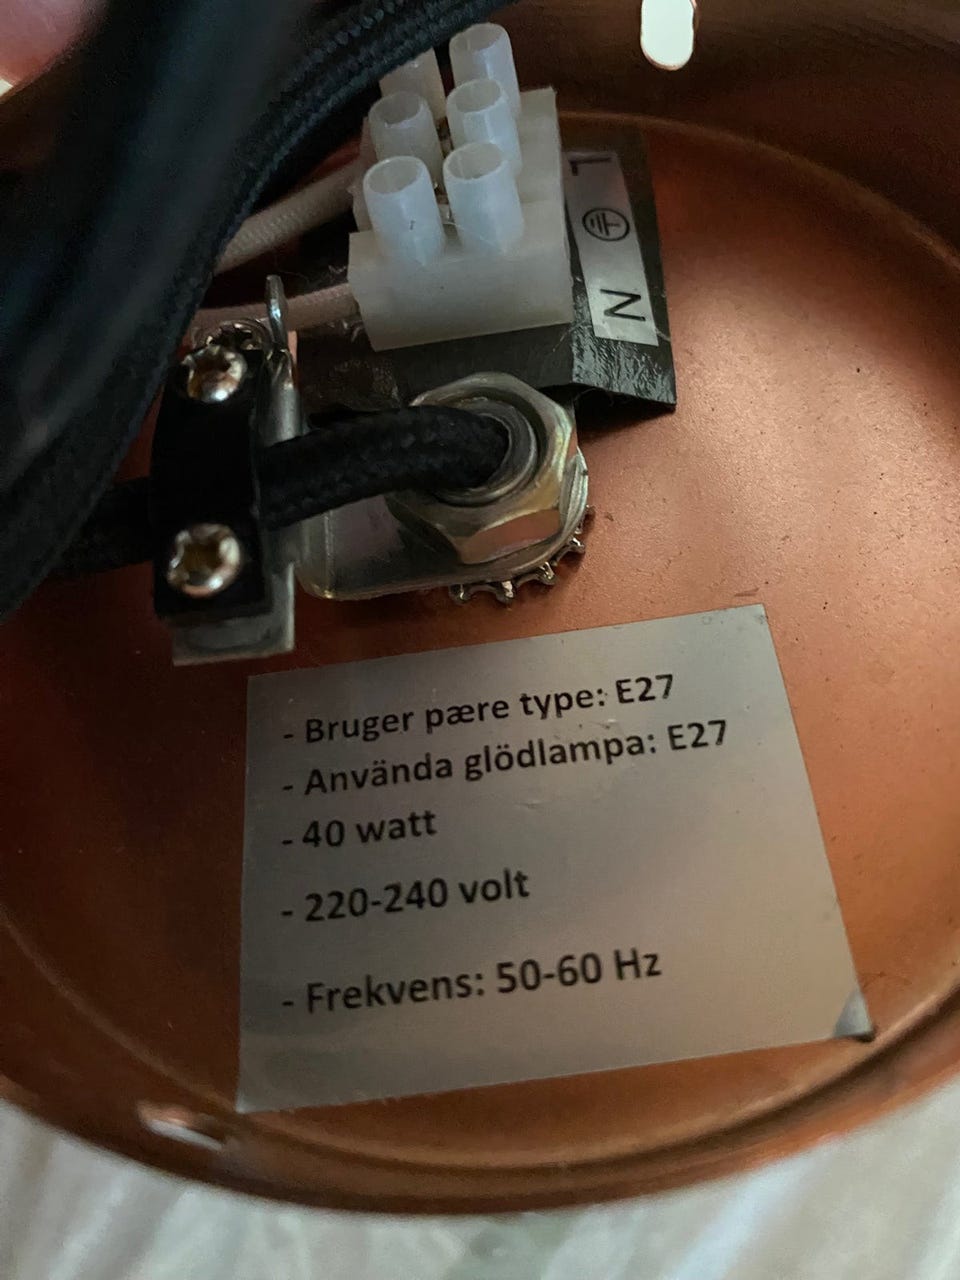 L
N
- Bruger pære type: E27
- Använda glödlampa: E27
- 40 watt
- 220-240 volt
- Frekvens: 50-60 Hz